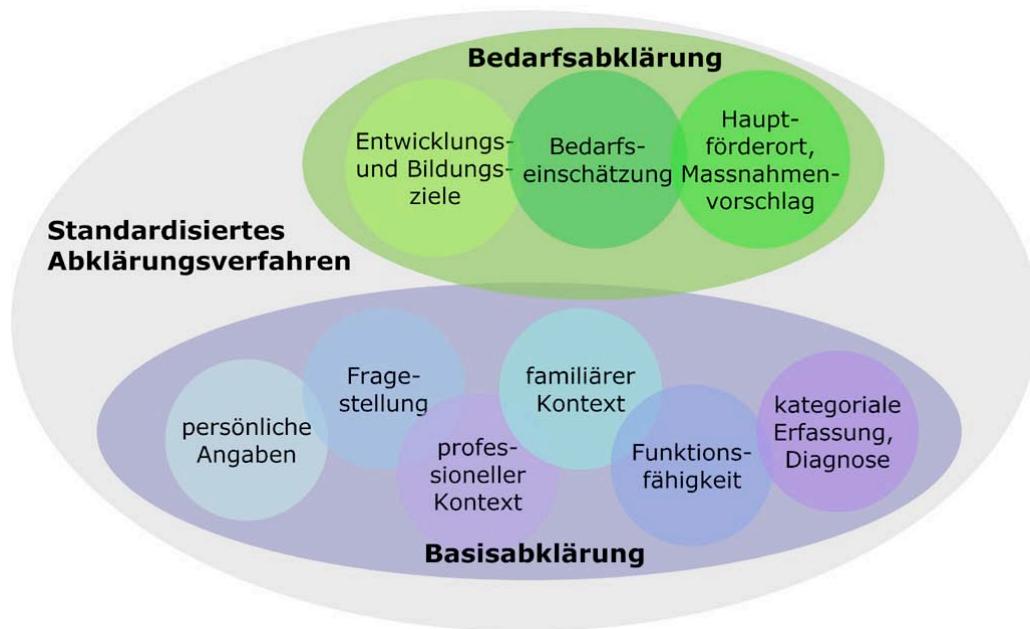 Bedarfsabklärung
Entwicklungs-
und Bildungs-
ziele
Bedarfs-
einschätzung
Haupt-
förderort,
Massnahmen-
vorschlag
Standardisiertes
Abklärungsverfahren
persönliche
Angaben
Frage-
stellung
profes-
sioneller
Kontext
familiärer
Kontext
Funktions-
fähigkeit
kategoriale
Erfassung,
Diagnose
Basisabklärung